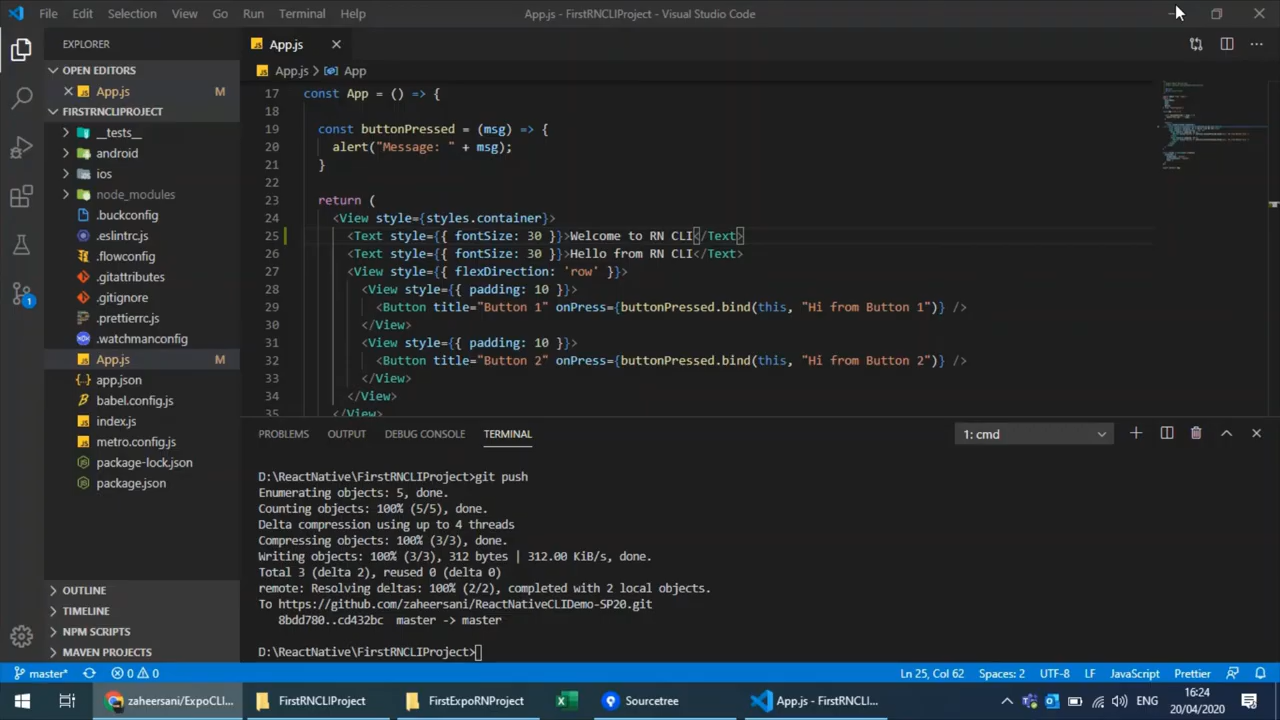 File Edit Selection View Go Run Terminal Help App.js - FirstRNCLIProject - Visual Studio Code
EXPLORER
OPEN EDITORS
App.js M
FIRSTRNCLIPROJECT
__tests__
android
ios
node_modules
.buckconfig
.eslintrc.js
.flowconfig
.gitattributes
.gitignore
.prettierrc.js
.watchmanconfig
App.js M
app.json
babel.config.js
index.js
metro.config.js
package-lock.json
package.json
OUTLINE
TIMELINE
NPM SCRIPTS
MAVEN PROJECTS
1
App.js
App.js > App
17 const App = () => {
18
19 const buttonPressed = (msg) => {
20 alert("Message: " + msg);
21 }
22
23 return (
24 <View style={styles.container}>
25 <Text style={{ fontSize: 30 }}>Welcome to RN CLI</Text>
26 <Text style={{ fontSize: 30 }}>Hello from RN CLI</Text>
27 <View style={{ flexDirection: 'row' }}>
28 <View style={{ padding: 10 }}>
29 <Button title="Button 1" onPress={buttonPressed.bind(this, "Hi from Button 1")} />
30 </View>
31 <View style={{ padding: 10 }}>
32 <Button title="Button 2" onPress={buttonPressed.bind(this, "Hi from Button 2")} />
33 </View>
34 </View>
35 </View>
PROBLEMS OUTPUT DEBUG CONSOLE TERMINAL 1: cmd
D:\ReactNative\FirstRNCLIProject>git push
Enumerating objects: 5, done.
Counting objects: 100% (5/5), done.
Delta compression using up to 4 threads
Compressing objects: 100% (3/3), done.
Writing objects: 100% (3/3), 312 bytes | 312.00 KiB/s, done.
Total 3 (delta 2), reused 0 (delta 0)
remote: Resolving deltas: 100% (2/2), completed with 2 local objects.
To https://github.com/zaheersani/ReactNativeCLIDemo-SP20.git
8bdd780..cd432bc master -> master
D:\ReactNative\FirstRNCLIProject>
master* 0 0 Ln 25, Col 62 Spaces: 2 UTF-8 LF JavaScript Prettier
zaheersani/ExpoCLI... FirstRNCLIProject FirstExpoRNProject Sourcetree App.js - FirstRNCLI... ENG 16:24
20/04/2020